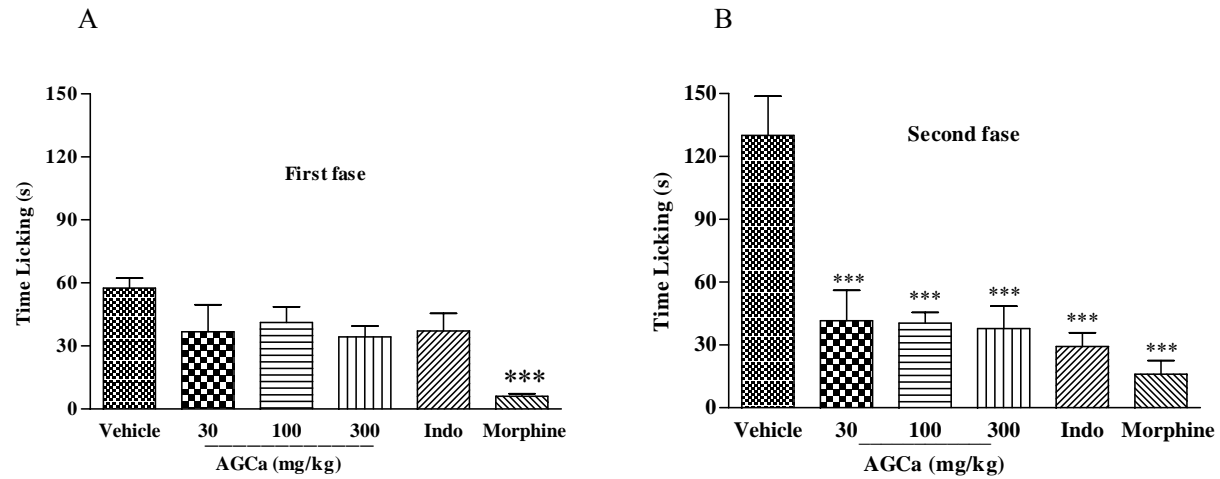 A
150
120
90
60
30
0
Time Licking (s)
First fase
***
Vehicle 30 100 300 Indo Morphine
AGCa (mg/kg)
B
150
120
90
60
30
0
Time Licking (s)
Second fase
*** *** *** *** ***
Vehicle 30 100 300 Indo Morphine
AGCa (mg/kg)